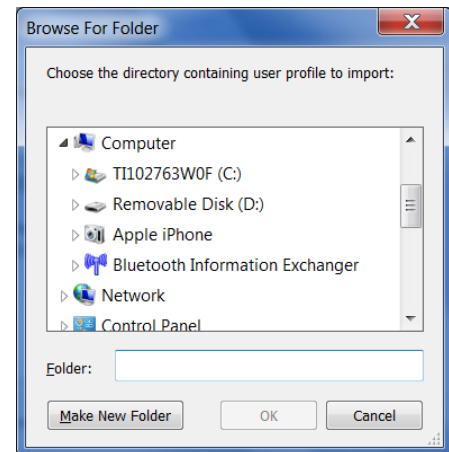 Browse For Folder
Choose the directory containing user profile to import:
Computer
TI102763W0F (C:)
Removable Disk (D:)
Apple iPhone
Bluetooth Information Exchanger
Network
Control Panel
Folder:
Make New Folder OK Cancel